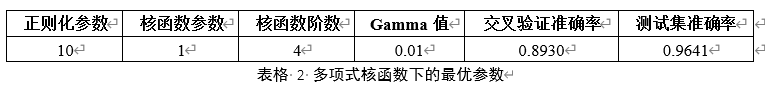 正则化参数 核函数参数 核函数阶数 Gamma 值 交叉验证准确率 测试集准确率
10 1 4 0.01 0.8930 0.9641
表格 2 多项式核函数下的最优参数